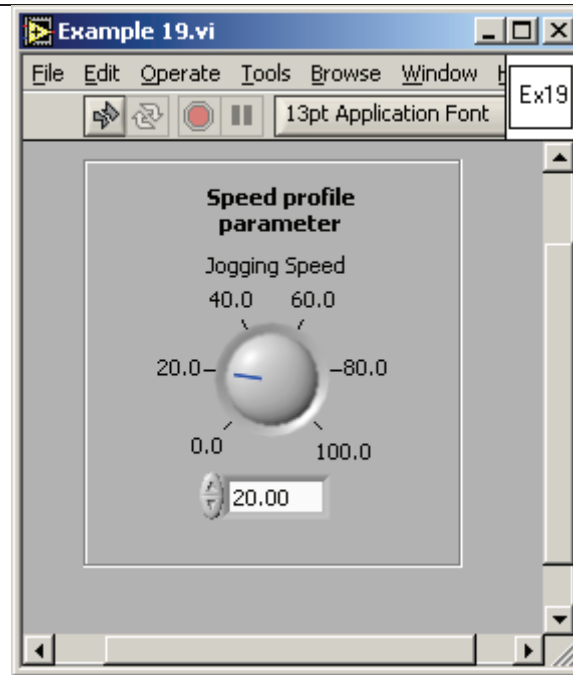 Example 19.vi
File Edit Operate Tools Browse Window
Ex19
13pt Application Font
Speed profile
parameter
Jogging Speed
40.0 60.0
20.0 80.0
0.0 100.0
20.00